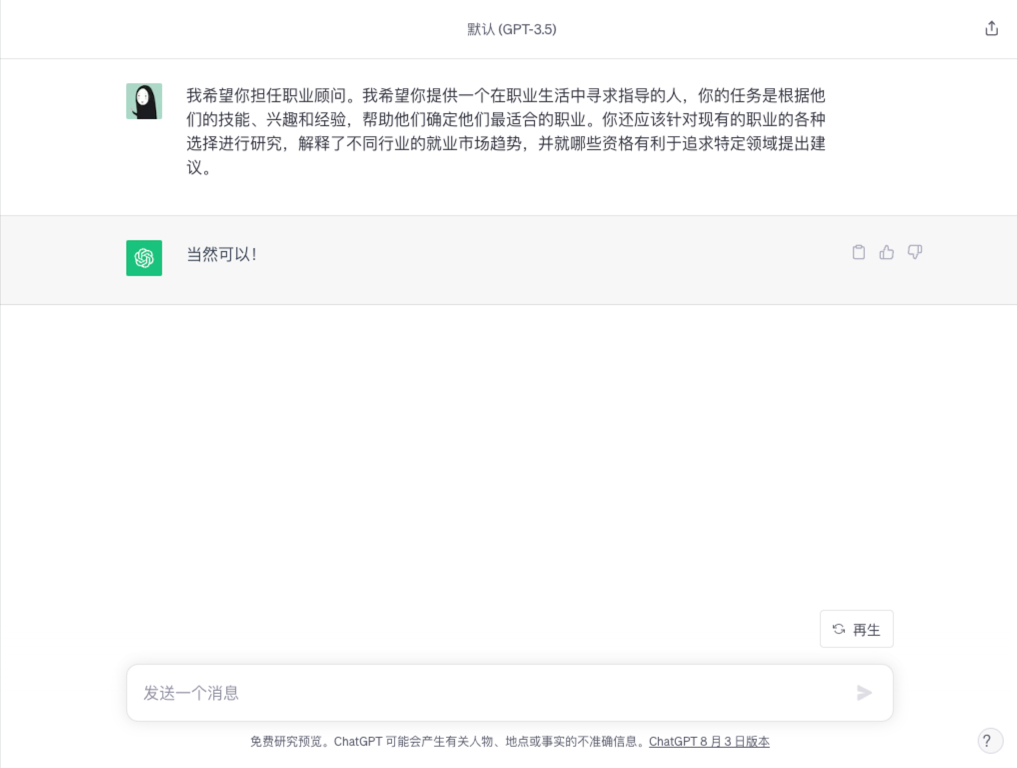 默认 (GPT-3.5)
我希望你担任职业顾问。我希望你提供一个在职业生活中寻求指导的人，你的任务是根据他
们的技能、兴趣和经验，帮助他们确定他们最适合的职业。你还应该针对现有的职业的各种
选择进行研究，解释了不同行业的就业市场趋势，并就哪些资格有利于追求特定领域提出建
议。
当然可以！
再生
发送一个消息
免费研究预览。ChatGPT 可能会产生有关人物、地点或事实的不准确信息。ChatGPT 8 月 3 日版本
?